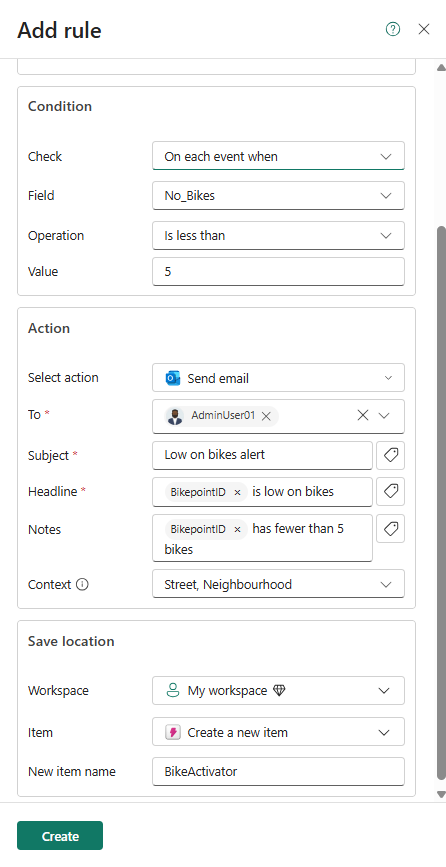 Add rule
Condition
Check On each event when
Field No_Bikes
Operation Is less than
Value 5
Action
Select action Send email
To * AdminUser01
Subject * Low on bikes alert
Headline * BikepointID × is low on bikes
Notes BikepointID × has fewer than 5
bikes
Context Street, Neighbourhood
Save location
Workspace My workspace
Item Create a new item
New item name BikeActivator
Create